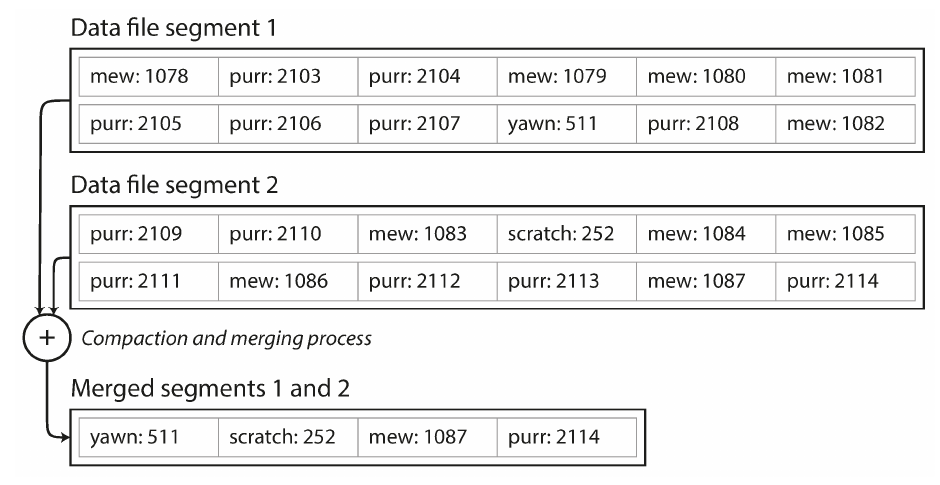 Data file segment 1
mew: 1078 purr: 2103 purr: 2104 mew: 1079 mew: 1080 mew: 1081
purr: 2105 purr: 2106 purr: 2107 yawn: 511 purr: 2108 mew: 1082
Data file segment 2
purr: 2109 purr: 2110 mew: 1083 scratch: 252 mew: 1084 mew: 1085
purr: 2111 mew: 1086 purr: 2112 purr: 2113 mew: 1087 purr: 2114
+ Compaction and merging process
Merged segments 1 and 2
yawn: 511 scratch: 252 mew: 1087 purr: 2114